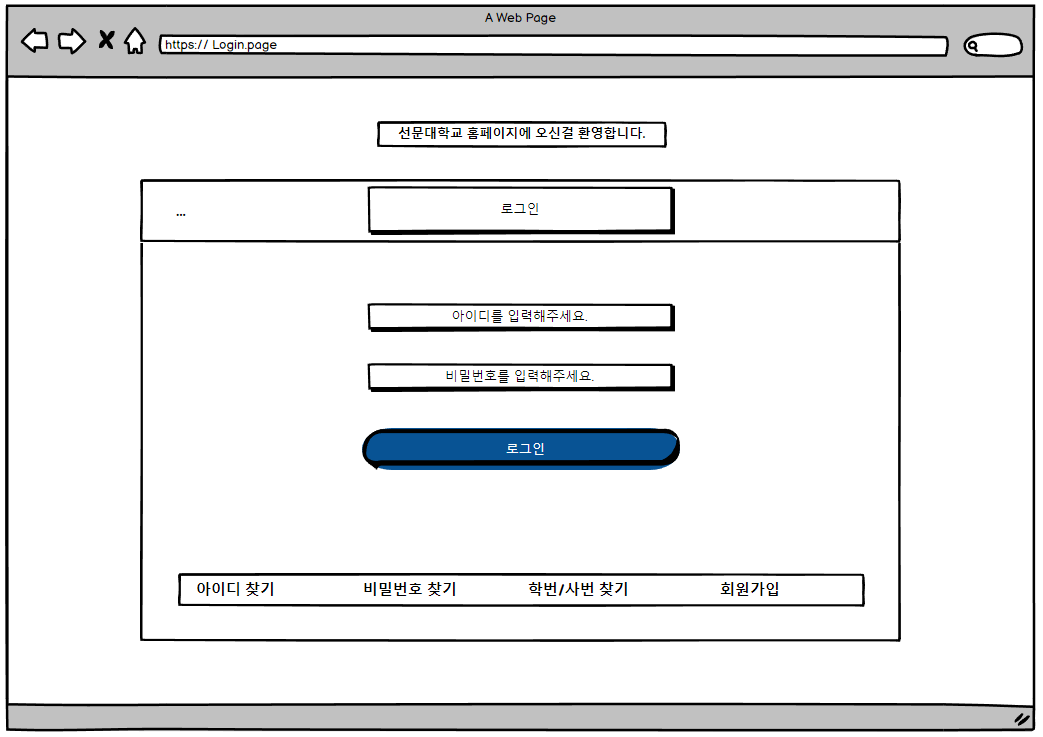 A Web Page
https:// Login.page
선문대학교 홈페이지에 오신걸 환영합니다.
... 로그인
아이디를 입력해주세요.
비밀번호를 입력해주세요.
로그인
아이디 찾기 비밀번호 찾기 학번/사번 찾기 회원가입